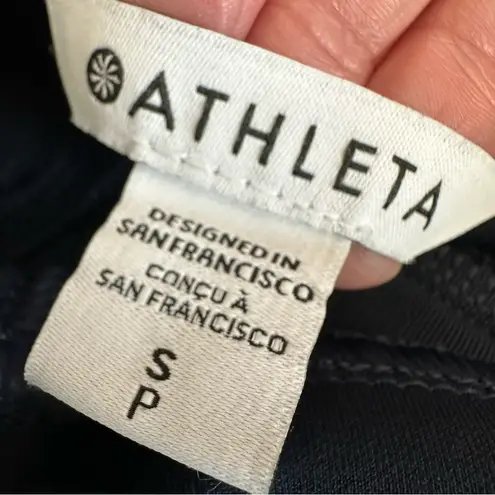 ATHLETA
DESIGNED IN
SAN FRANCISCO
CONÇU À
SAN FRANCISCO
S
P